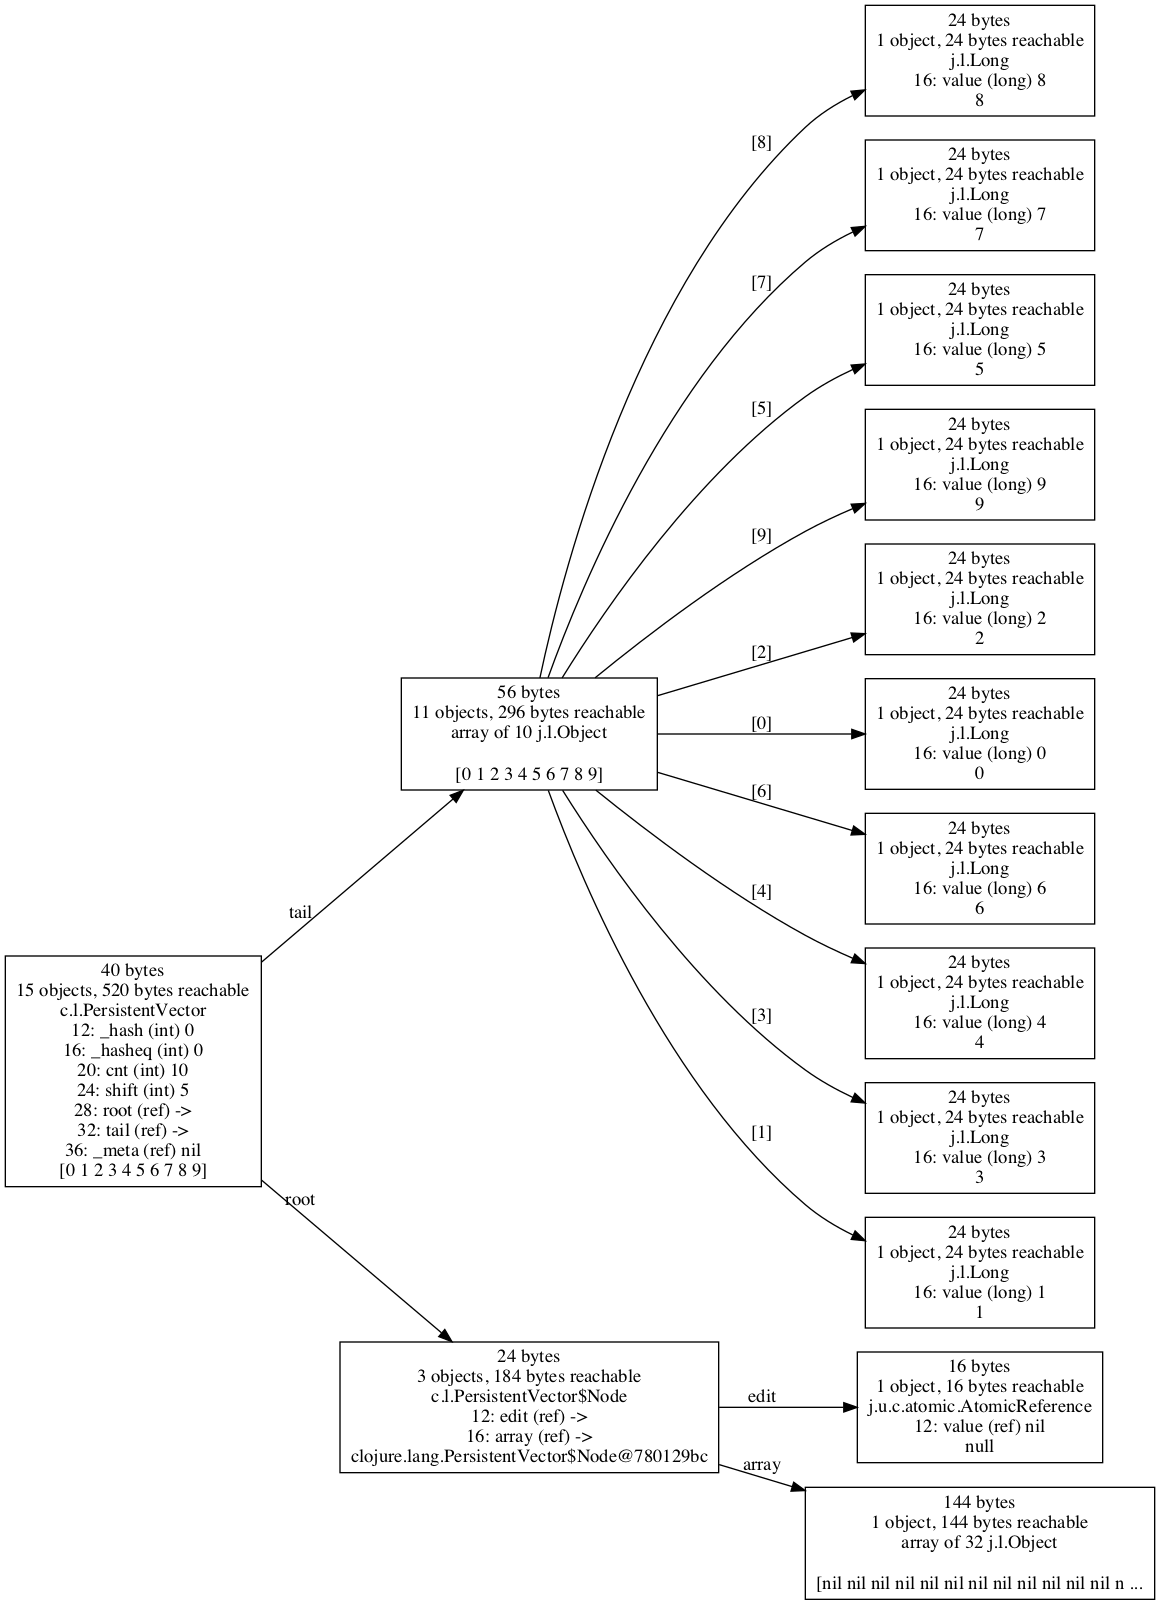 24 bytes
1 object, 24 bytes reachable
j.l.Long
16: value (long) 8
8
[8]
24 bytes
1 object, 24 bytes reachable
j.l.Long
16: value (long) 7
7
[7]
24 bytes
1 object, 24 bytes reachable
j.l.Long
16: value (long) 5
5
[5]
24 bytes
1 object, 24 bytes reachable
j.l.Long
16: value (long) 9
9
[9]
24 bytes
1 object, 24 bytes reachable
j.l.Long
16: value (long) 2
2
[2]
56 bytes
11 objects, 296 bytes reachable
array of 10 j.l.Object
[0 1 2 3 4 5 6 7 8 9]
[0]
24 bytes
1 object, 24 bytes reachable
j.l.Long
16: value (long) 0
0
[6]
24 bytes
1 object, 24 bytes reachable
j.l.Long
16: value (long) 6
6
[4]
tail
24 bytes
1 object, 24 bytes reachable
j.l.Long
16: value (long) 4
4
40 bytes
15 objects, 520 bytes reachable
c.l.PersistentVector
12: _hash (int) 0
16: _hasheq (int) 0
20: cnt (int) 10
24: shift (int) 5
28: root (ref) ->
32: tail (ref) ->
36: _meta (ref) nil
[0 1 2 3 4 5 6 7 8 9]
[3]
24 bytes
1 object, 24 bytes reachable
j.l.Long
16: value (long) 3
3
[1]
root
24 bytes
1 object, 24 bytes reachable
j.l.Long
16: value (long) 1
1
24 bytes
3 objects, 184 bytes reachable
c.l.PersistentVector$Node
12: edit (ref) ->
16: array (ref) ->
clojure.lang.PersistentVector$Node@780129bc
edit
16 bytes
1 object, 16 bytes reachable
j.u.c.atomic.AtomicReference
12: value (ref) nil
null
array
144 bytes
1 object, 144 bytes reachable
array of 32 j.l.Object
[nil nil nil nil nil nil nil nil nil nil nil nil n ...